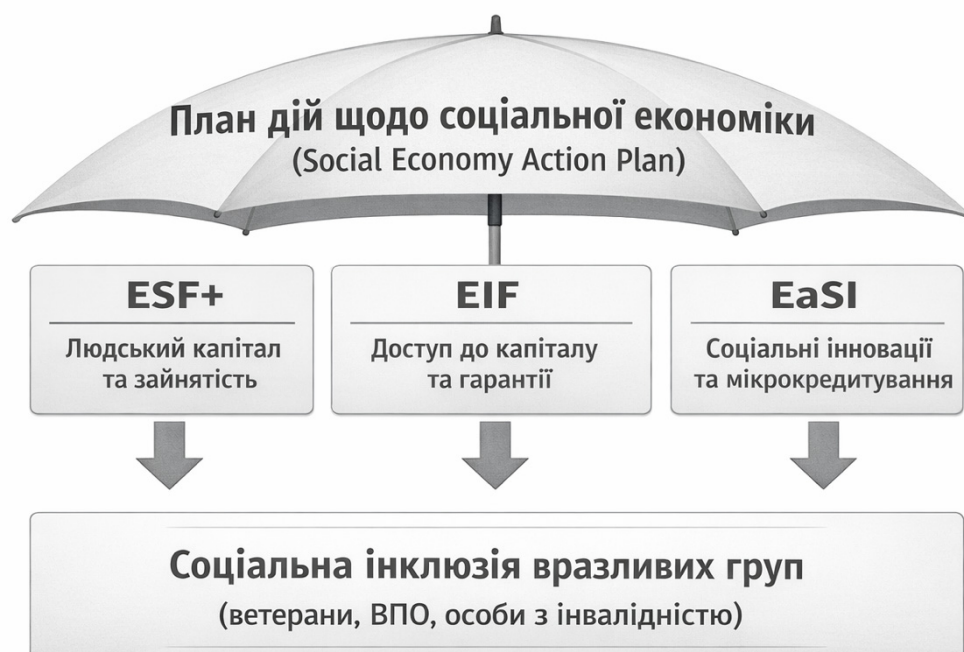 План дій щодо соціальної економіки
(Social Economy Action Plan)
ESF+
Людський капітал
та зайнятість
EIF
Доступ до капіталу
та гарантії
EaSI
Соціальні інновації
та мікрокредитування
Соціальна інклюзія вразливих груп
(ветерани, ВПО, особи з інвалідністю)